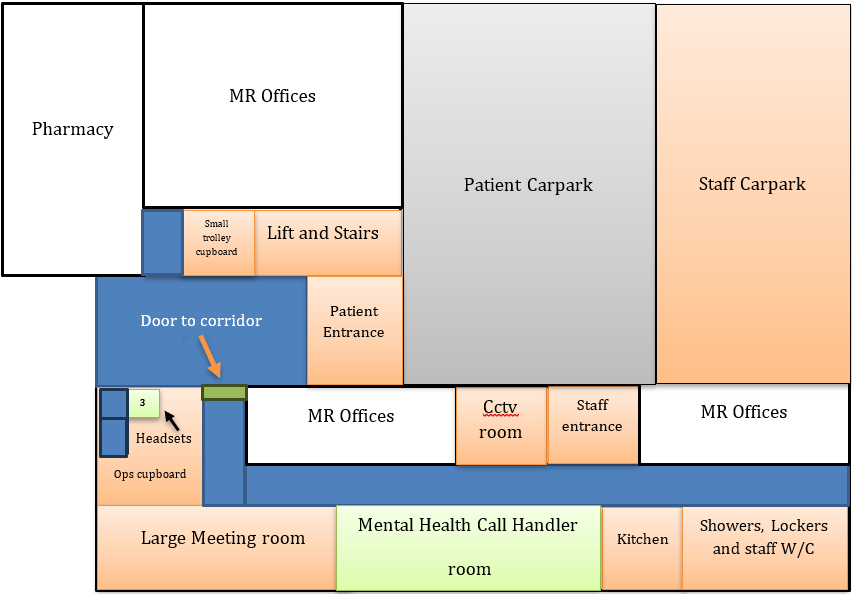 Pharmacy
MR Offices
Patient Carpark
Staff Carpark
Small
trolley
cupboard
Lift and Stairs
Door to corridor
Patient
Entrance
3
Headsets
Ops cupboard
MR Offices
Cctv
room
Staff
entrance
MR Offices
Large Meeting room
Mental Health Call Handler
room
Kitchen
Showers, Lockers
and staff W/C